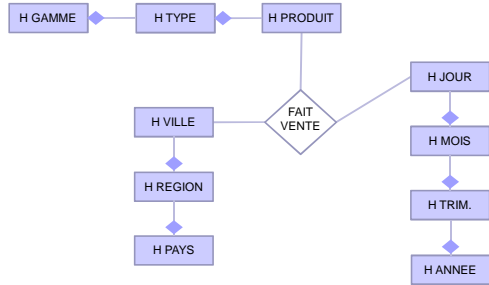 H GAMME
H TYPE
H PRODUIT
H JOUR
FAIT
VENTE
H VILLE
H MOIS
H REGION
H TRIM.
H PAYS
H ANNEE